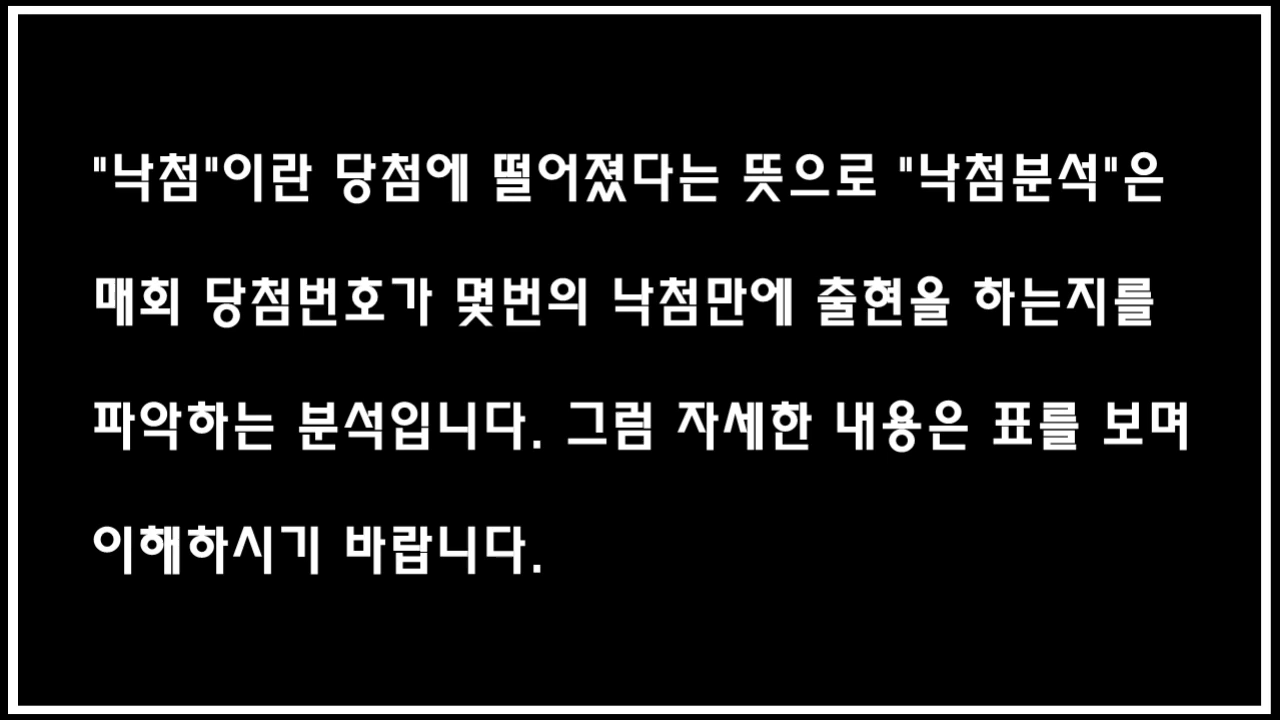 "낙첨"이란 당첨에 떨어졌다는 뜻으로 "낙첨분석"은
매회 당첨번호가 몇번의 낙첨만에 출현을 하는지를
파악하는 분석입니다. 그럼 자세한 내용은 표를 보며
이해하시기 바랍니다.